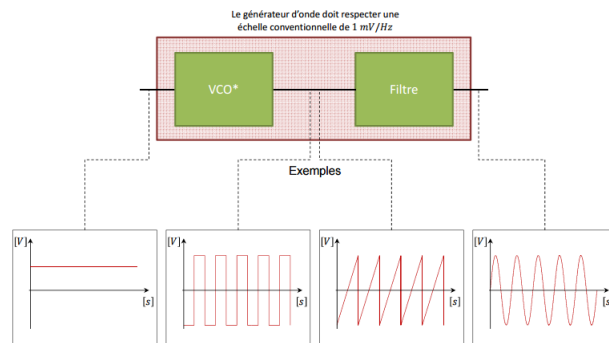 Le générateur d'onde doit respecter une
échelle conventionnelle de 1 mV/Hz
VCO*
Filtre
Exemples
[V]
[s]
[V]
[s]
[V]
[s]
[V]
[s]